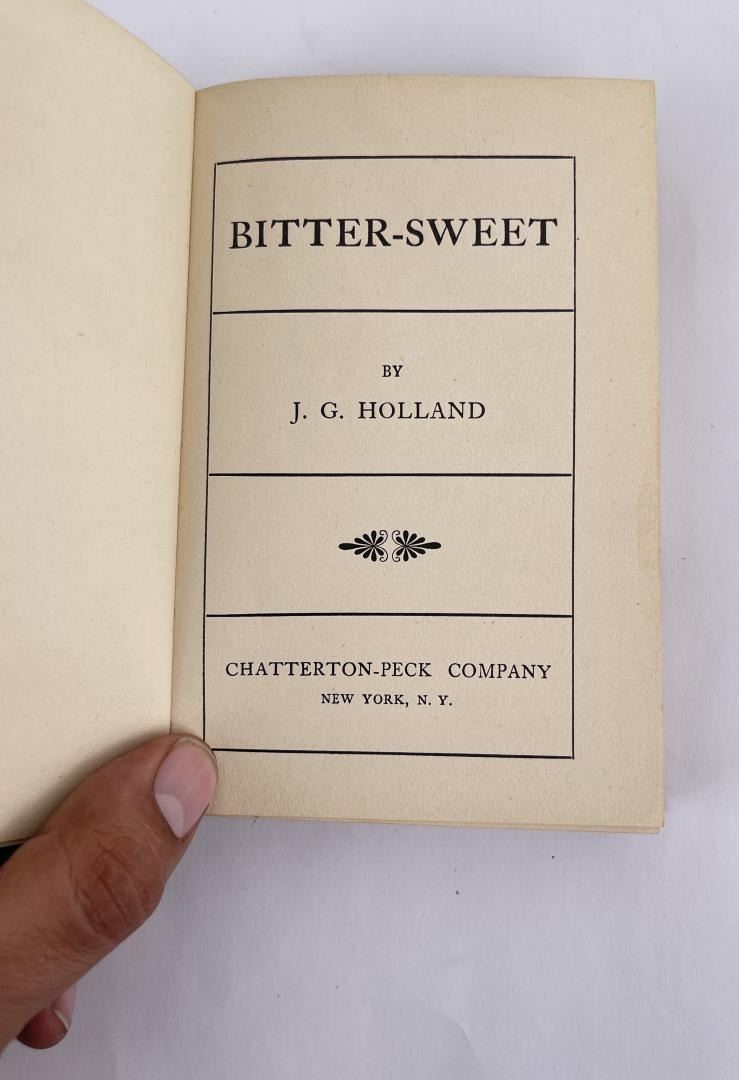 BITTER-SWEET
BY
J. G. HOLLAND
CHATTERTON-PECK COMPANY
NEW YORK, N. Y.